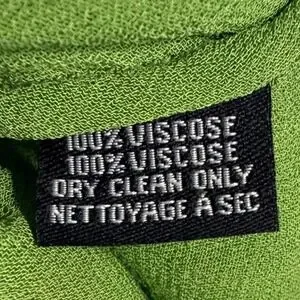 100% VISCOSE
100% VISCOSE
DRY CLEAN ONLY
NETTOYAGE À SEC